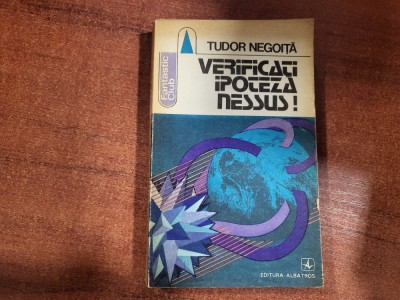 TUDOR NEGOIȚĂ
VERIFICAȚI
IPOTEZA
NESSUS!
Fantastic
Club
EDITURA ALBATROS